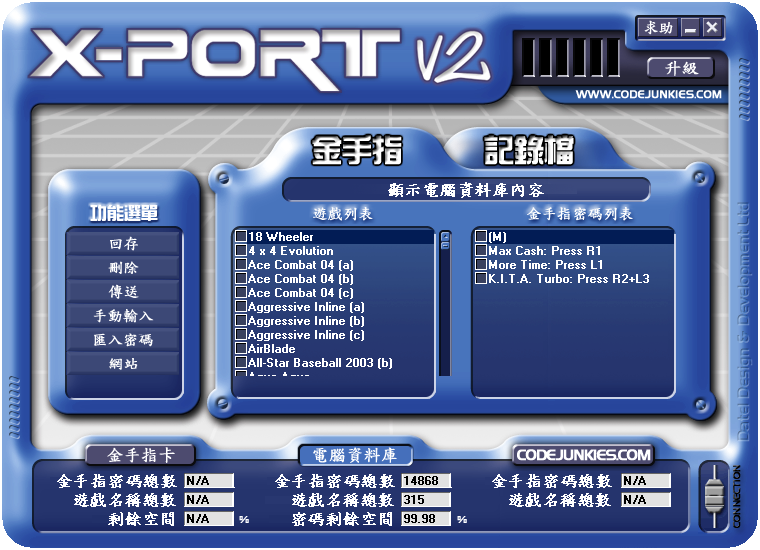 X-PORT V2
求助
升級
WWW.CODEJUNKIES.COM
金手指
記錄檔
顯示電腦資料庫內容
功能選單
回存
刪除
傳送
手動輸入
匯入密碼
網站
遊戲列表
18 Wheeler
4 x 4 Evolution
Ace Combat 04 (a)
Ace Combat 04 (b)
Ace Combat 04 (c)
Aggressive Inline (a)
Aggressive Inline (b)
Aggressive Inline (c)
AirBlade
All-Star Baseball 2003 (b)
金手指密碼列表
(M)
Max Cash: Press R1
More Time: Press L1
K.I.T.A. Turbo: Press R2+L3
Datel Design & Development Ltd
金手指卡
金手指密碼總數 N/A
遊戲名稱總數 N/A
剩餘空間 N/A %
電腦資料庫
金手指密碼總數 14868
遊戲名稱總數 315
密碼剩餘空間 99.98 %
CODEJUNKIES.COM
金手指密碼總數 N/A
遊戲名稱總數 N/A
CONNECTION